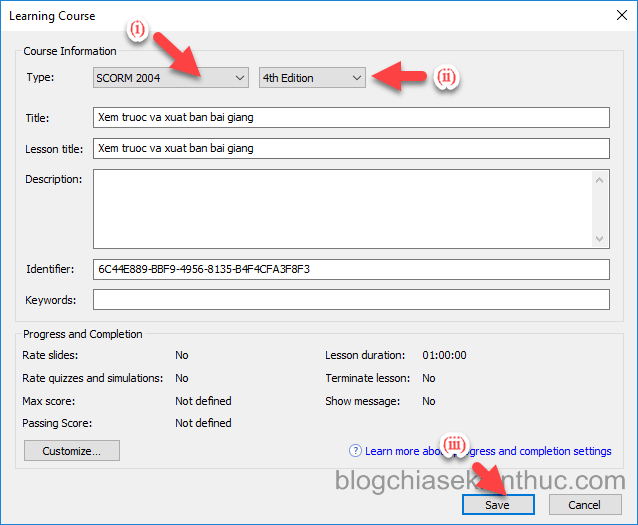 Learning Course
(i)
Course Information
Type: SCORM 2004 4th Edition (ii)
Title: Xem truoc va xuat ban bai giang
Lesson title: Xem truoc va xuat ban bai giang
Description:
Identifier: 6C44E889-BBF9-4956-8135-B4F4CFA3F8F3
Keywords:
Progress and Completion
Rate slides: No Lesson duration: 01:00:00
Rate quizzes and simulations: No Terminate lesson: No
Max score: Not defined Show message: No
Passing Score: Not defined
(iii)
Customize... ? Learn more about progress and completion settings
blogchiasekienthuc.com
Save Cancel